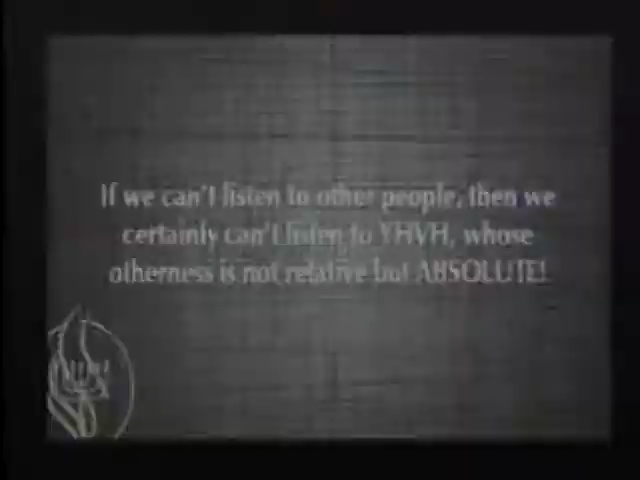 If we can't listen to other people, then we
certainly can't listen to YHVH, whose
otherness is not relative but ABSOLUTE!